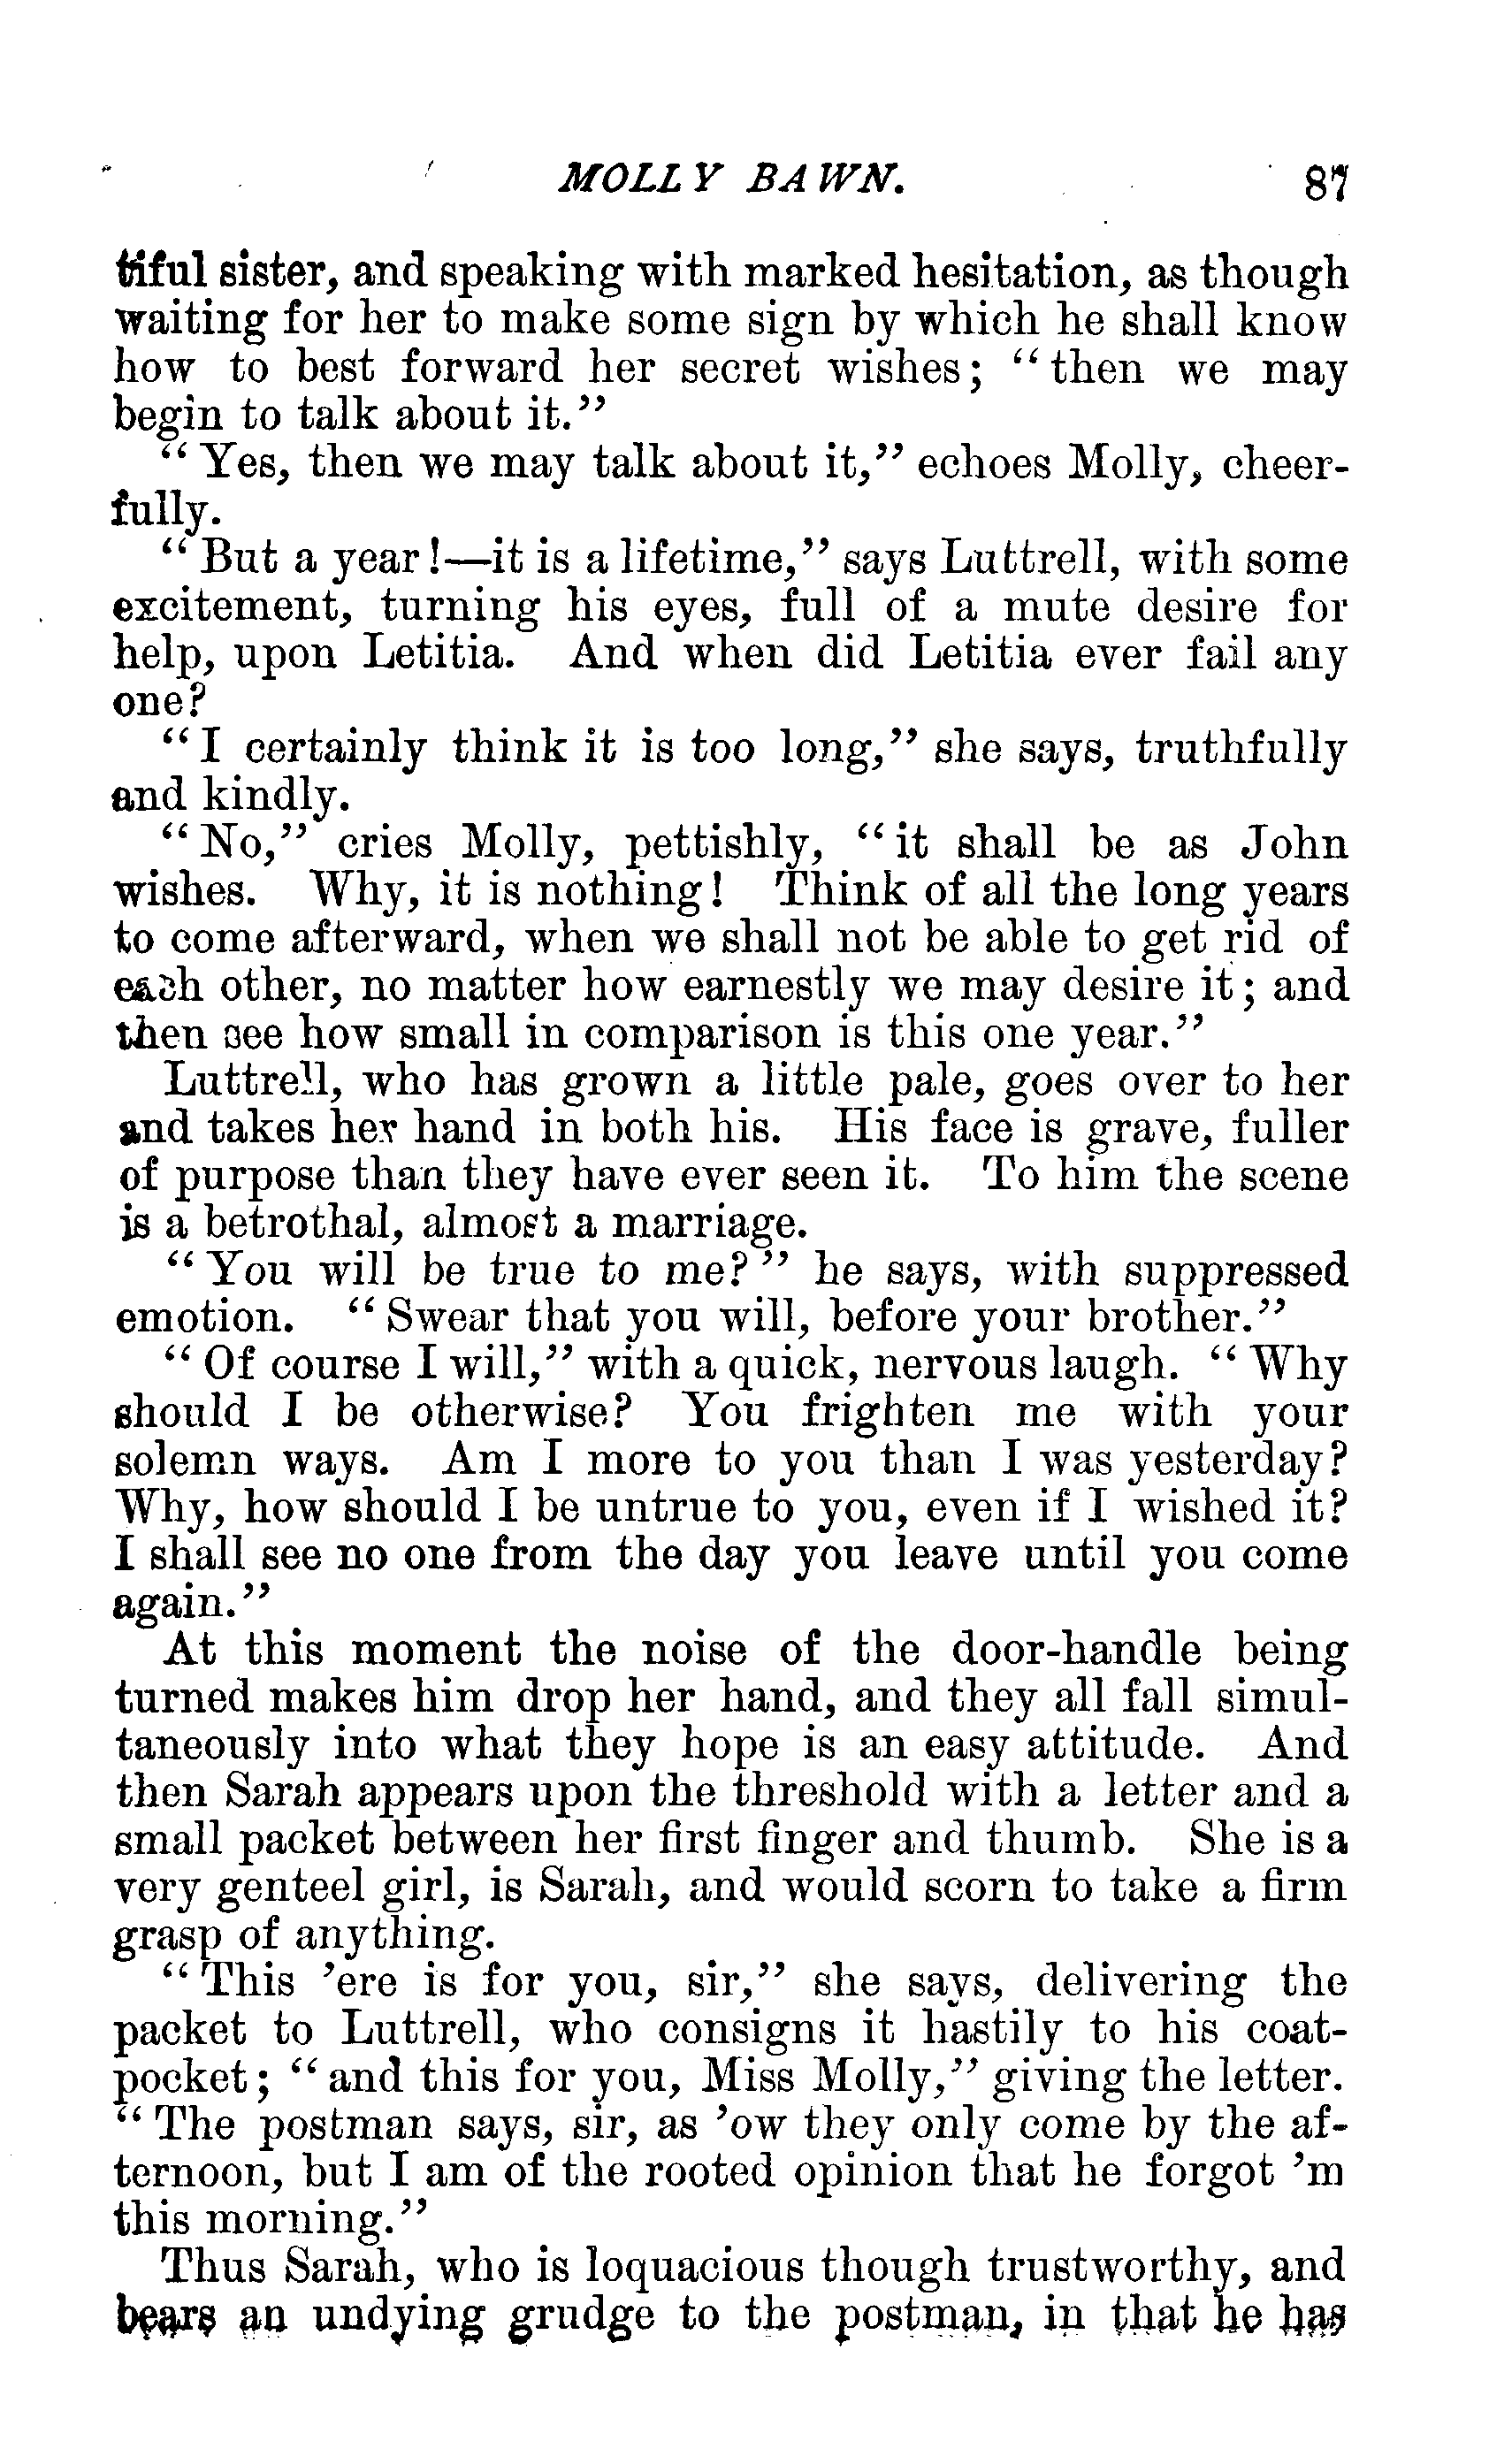 MOLLY BAWN. 87
tiful sister, and speaking with marked hesitation, as though
waiting for her to make some sign by which he shall know
how to best forward her secret wishes; "then we may
begin to talk about it."
"Yes, then we may talk about it," echoes Molly, cheer-
fully.
"But a year!—it is a lifetime," says Luttrell, with some
excitement, turning his eyes, full of a mute desire for
help, upon Letitia. And when did Letitia ever fail any
one?
"I certainly think it is too long," she says, truthfully
and kindly.
"No," cries Molly, pettishly, "it shall be as John
wishes. Why, it is nothing! Think of all the long years
to come afterward, when we shall not be able to get rid of
each other, no matter how earnestly we may desire it; and
then see how small in comparison is this one year."
Luttrell, who has grown a little pale, goes over to her
and takes her hand in both his. His face is grave, fuller
of purpose than they have ever seen it. To him the scene
is a betrothal, almost a marriage.
"You will be true to me?" he says, with suppressed
emotion. "Swear that you will, before your brother."
"Of course I will," with a quick, nervous laugh. "Why
should I be otherwise? You frighten me with your
solemn ways. Am I more to you than I was yesterday?
Why, how should I be untrue to you, even if I wished it?
I shall see no one from the day you leave until you come
again."
At this moment the noise of the door-handle being
turned makes him drop her hand, and they all fall simul-
taneously into what they hope is an easy attitude. And
then Sarah appears upon the threshold with a letter and a
small packet between her first finger and thumb. She is a
very genteel girl, is Sarah, and would scorn to take a firm
grasp of anything.
"This 'ere is for you, sir," she says, delivering the
packet to Luttrell, who consigns it hastily to his coat-
pocket; "and this for you, Miss Molly," giving the letter.
"The postman says, sir, as 'ow they only come by the af-
ternoon, but I am of the rooted opinion that he forgot 'm
this morning."
Thus Sarah, who is loquacious though trustworthy, and
bears an undying grudge to the postman, in that he has